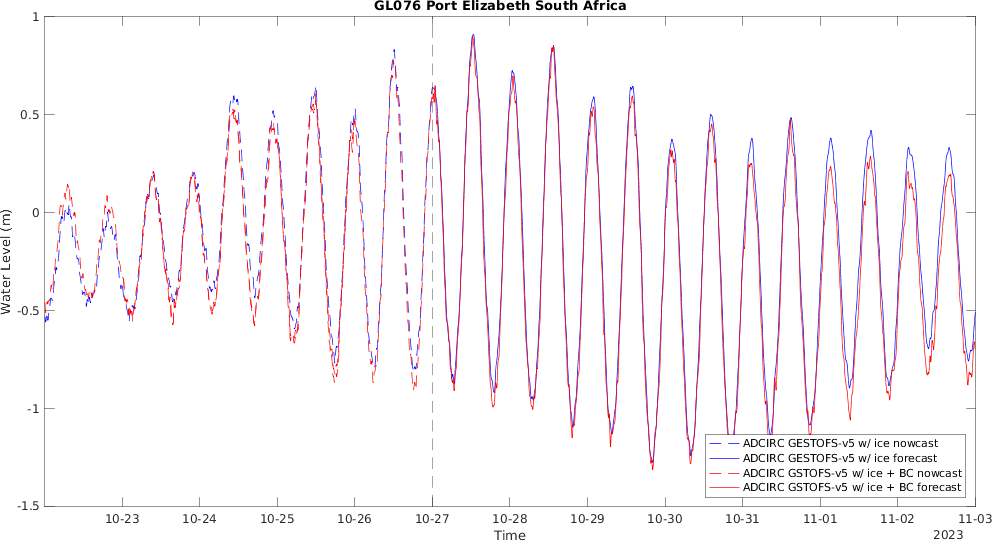 GL076 Port Elizabeth South Africa
1
0.5
0
-0.5
-1
-1.5
Water Level (m)
ADCIRC GESTOFS-v5 w/ ice nowcast
ADCIRC GESTOFS-v5 w/ ice forecast
ADCIRC GSTOFS-v5 w/ ice + BC nowcast
ADCIRC GSTOFS-v5 w/ ice + BC forecast
10-23 10-24 10-25 10-26 10-27 10-28 10-29 10-30 10-31 11-01 11-02 11-03
Time
2023